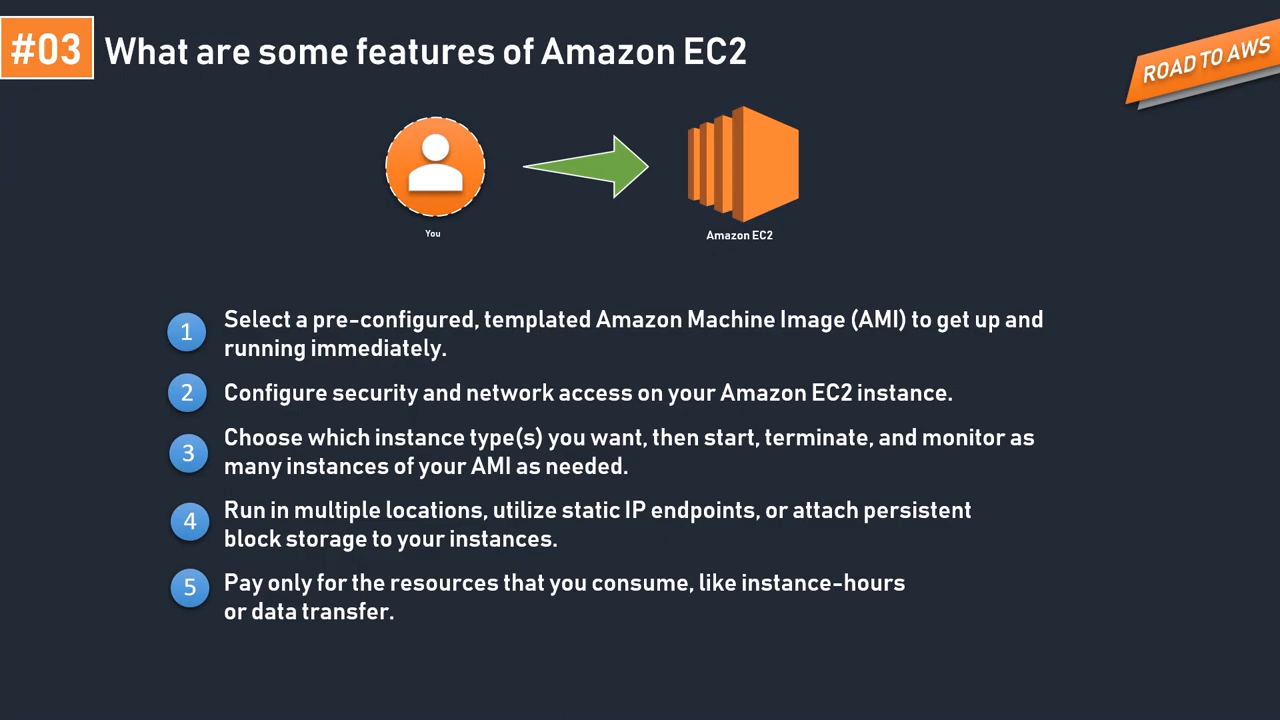 #03 What are some features of Amazon EC2
ROAD TO AWS
You
Amazon EC2
1 Select a pre-configured, templated Amazon Machine Image (AMI) to get up and
running immediately.
2 Configure security and network access on your Amazon EC2 instance.
3 Choose which instance type(s) you want, then start, terminate, and monitor as
many instances of your AMI as needed.
4 Run in multiple locations, utilize static IP endpoints, or attach persistent
block storage to your instances.
5 Pay only for the resources that you consume, like instance-hours
or data transfer.